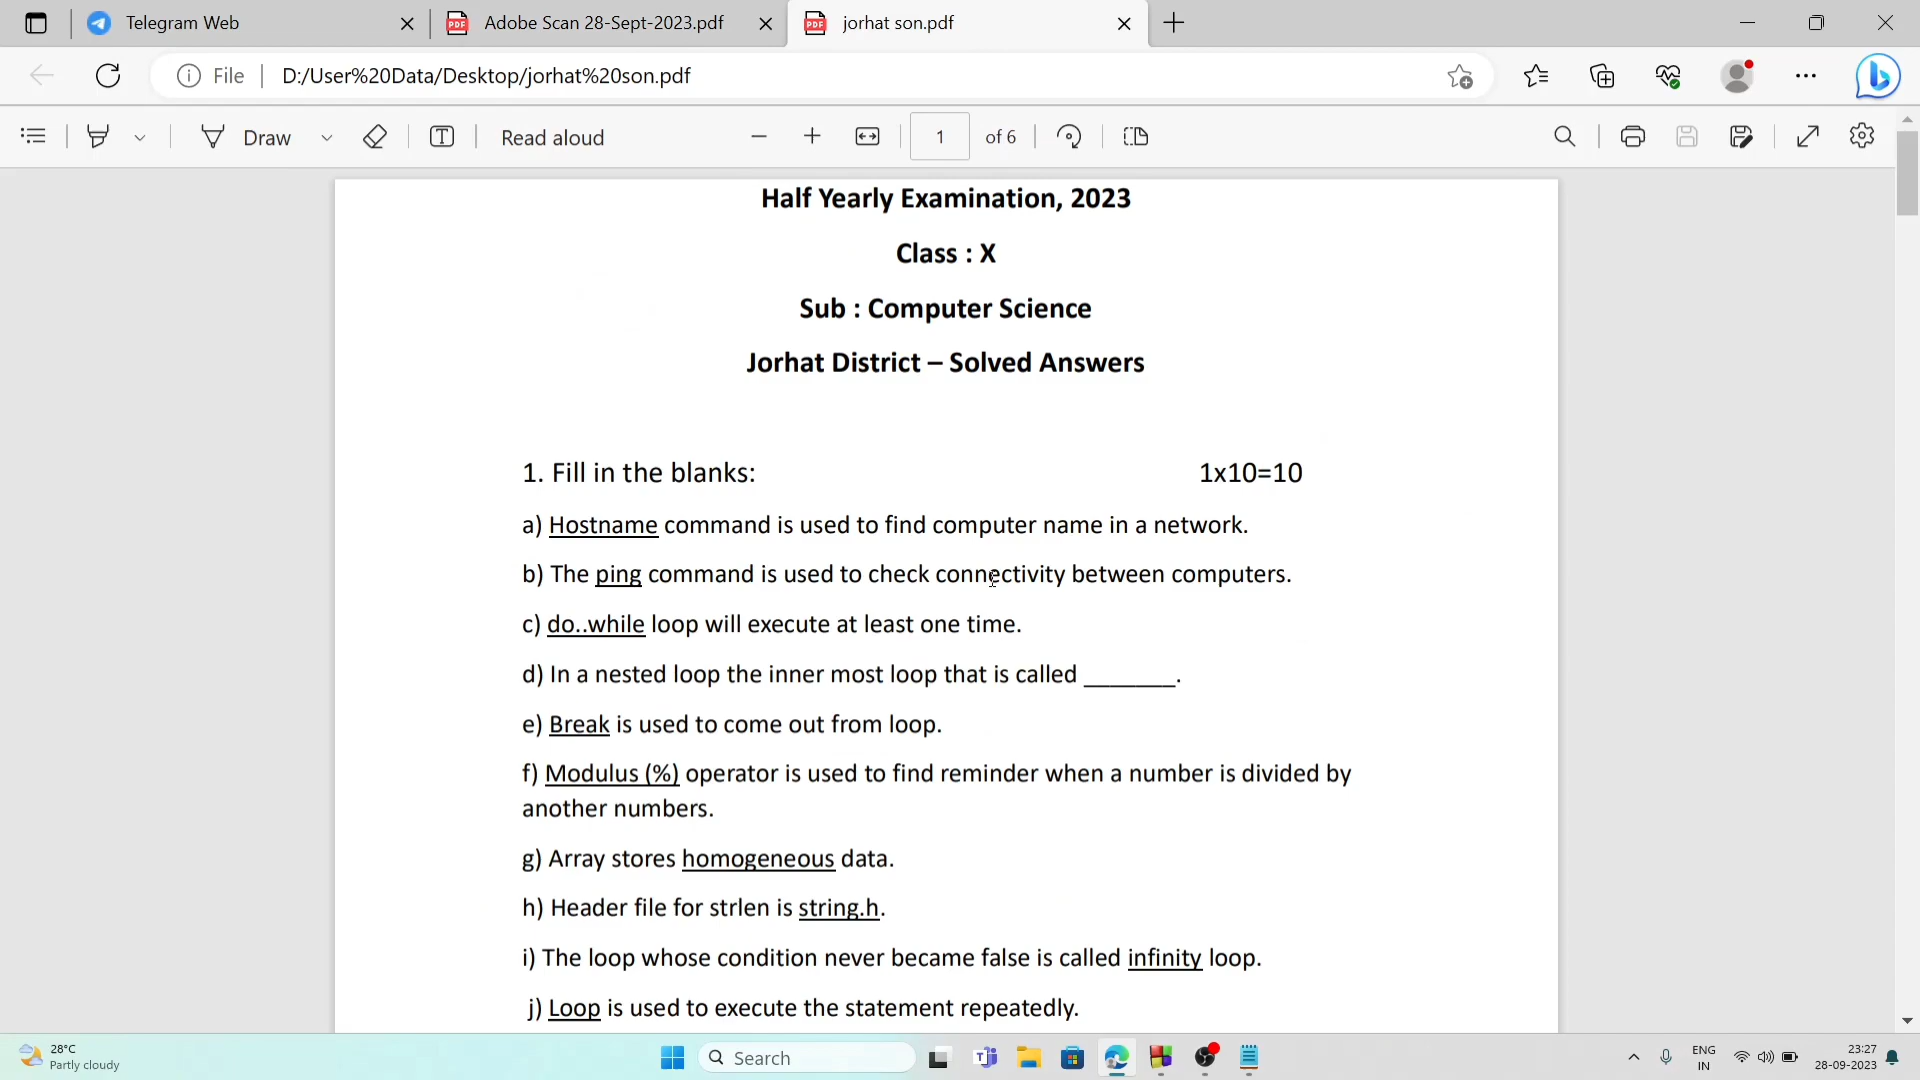 Telegram Web
Adobe Scan 28-Sept-2023.pdf
jorhat son.pdf
File
D:/User%20Data/Desktop/jorhat%20son.pdf
Draw
Read aloud
1 of 6
Half Yearly Examination, 2023
Class : X
Sub : Computer Science
Jorhat District – Solved Answers
1. Fill in the blanks: 1x10=10
a) Hostname command is used to find computer name in a network.
b) The ping command is used to check connectivity between computers.
c) do..while loop will execute at least one time.
d) In a nested loop the inner most loop that is called _______.
e) Break is used to come out from loop.
f) Modulus (%) operator is used to find reminder when a number is divided by
another numbers.
g) Array stores homogeneous data.
h) Header file for strlen is string.h.
i) The loop whose condition never became false is called infinity loop.
j) Loop is used to execute the statement repeatedly.
28°C
Partly cloudy
Search
ENG
IN
23:27
28-09-2023